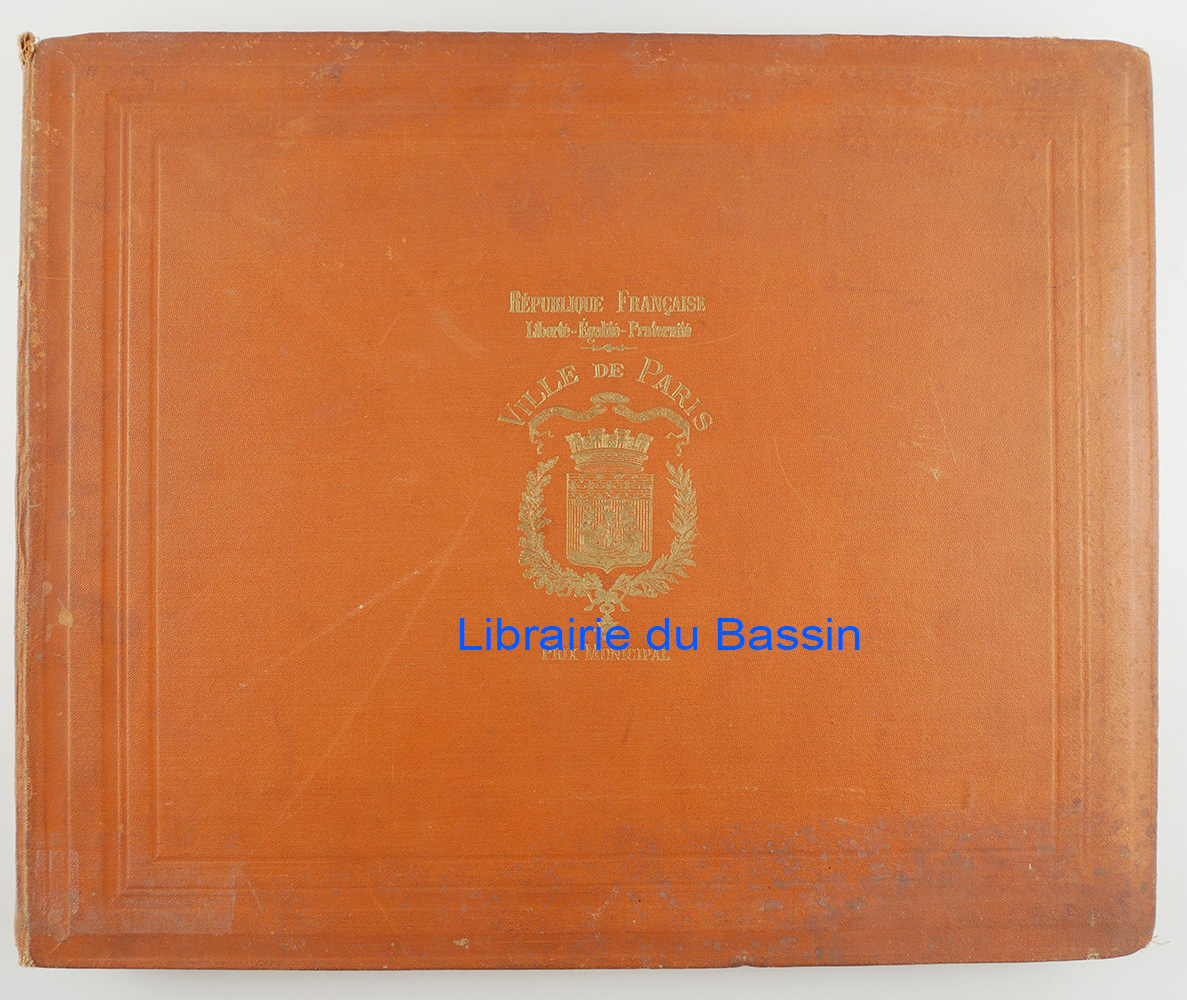 RÉPUBLIQUE FRANÇAISE
Liberté-Égalité-Fraternité
VILLE DE PARIS
Librairie du Bassin
PRIX MUNICIPAL